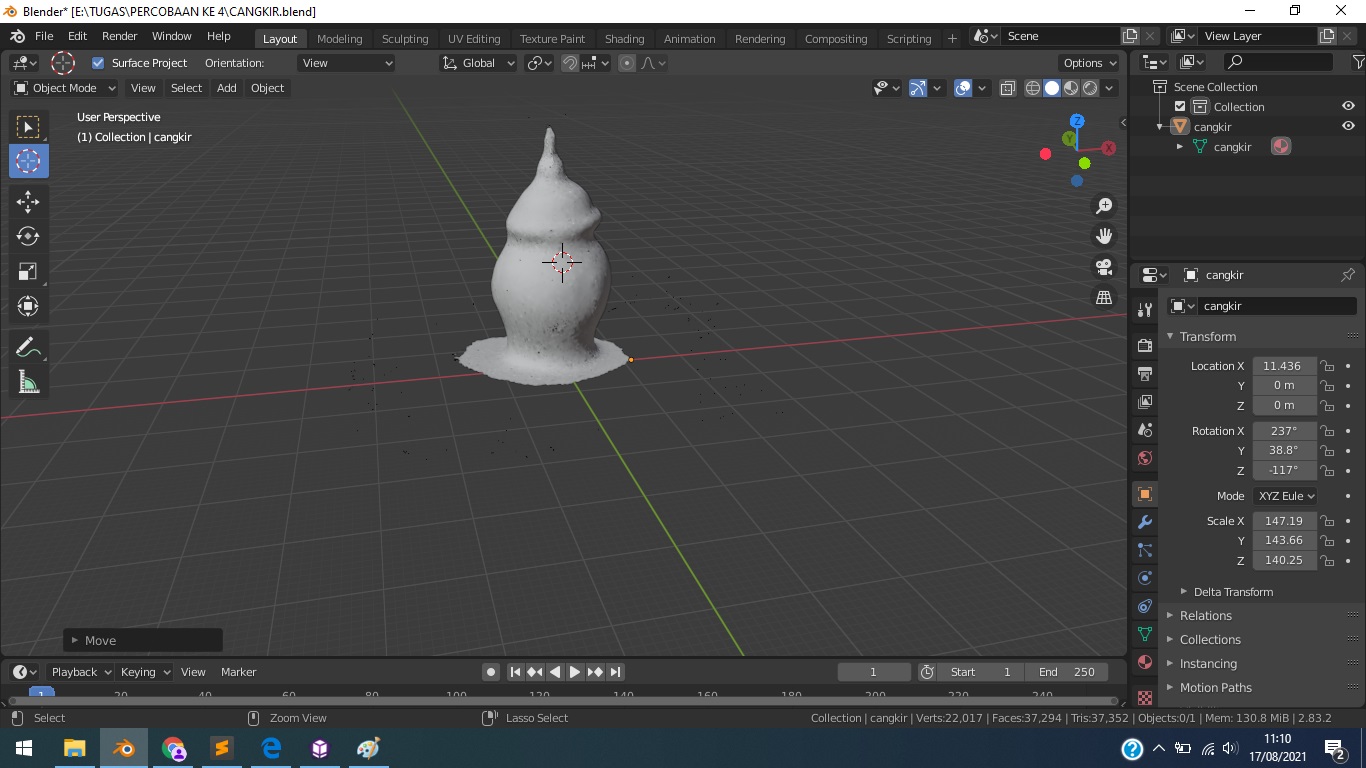 Blender* [E:\TUGAS\PERCOBAAN KE 4\CANGKIR.blend]
File Edit Render Window Help Layout Modeling Sculpting UV Editing Texture Paint Shading Animation Rendering Compositing Scripting + Scene View Layer
Surface Project Orientation: View Global Options
Object Mode View Select Add Object
User Perspective
(1) Collection | cangkir
Z
Y
X
Scene Collection
Collection
cangkir
cangkir
cangkir
cangkir
Transform
Location X 11.436
Y 0 m
Z 0 m
Rotation X 237°
Y 38.8°
Z -117°
Mode XYZ Eule
Scale X 147.19
Y 143.66
Z 140.25
Delta Transform
Relations
Collections
Instancing
Motion Paths
Move
Playback Keying View Marker 1 Start 1 End 250
1 20 40 60 80 100 120 140 160 180 200 220 240
Select Zoom View Lasso Select Collection | cangkir | Verts:22,017 | Faces:37,294 | Tris:37,352 | Objects:0/1 | Mem: 130.8 MiB | 2.83.2
11:10
17/08/2021
2